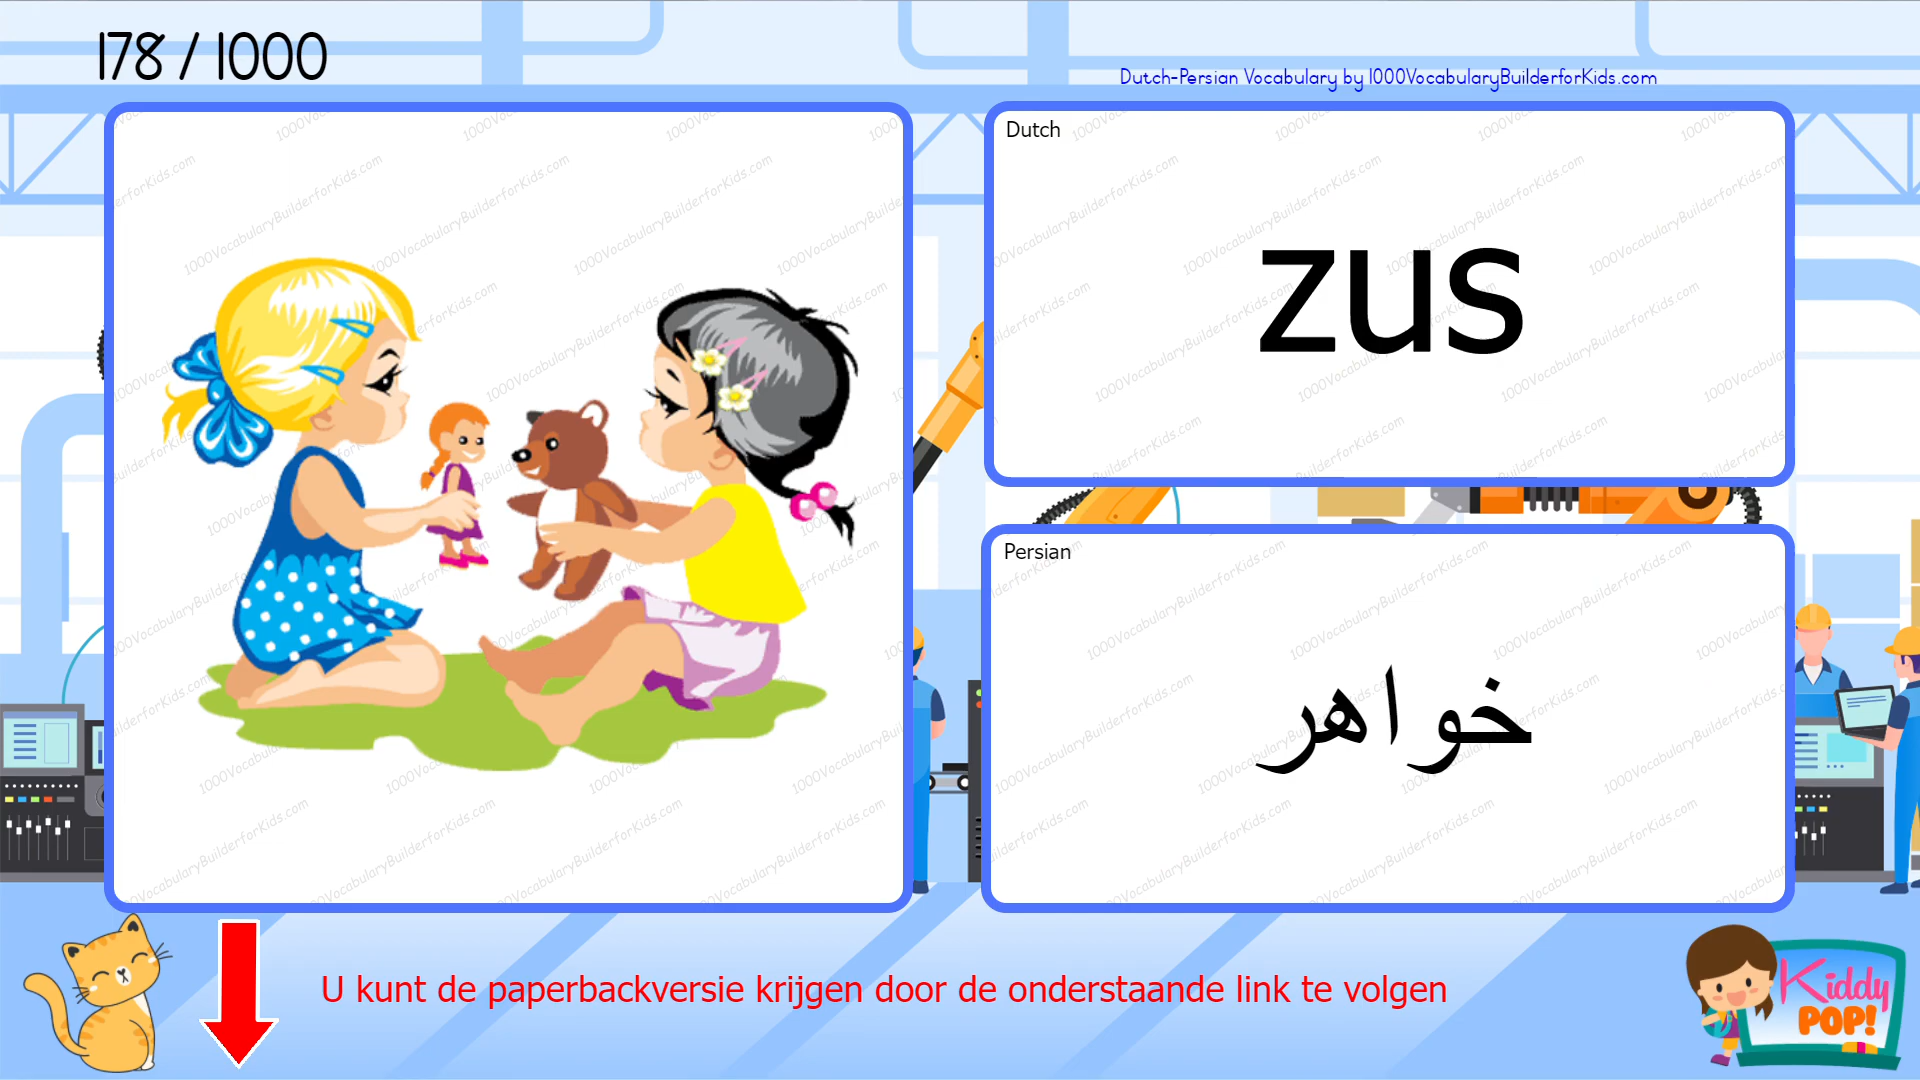 178 / 1000
Dutch-Persian Vocabulary by 1000VocabularyBuilderforKids.com
Dutch
zus
Persian
خواهر
U kunt de paperbackversie krijgen door de onderstaande link te volgen
Kiddy
POP!